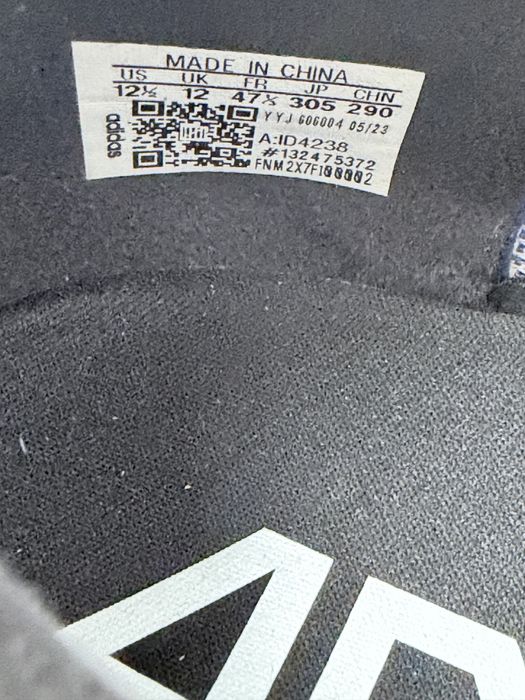 MADE IN CHINA
US UK FR JP CHN
12½ 12 47⅓ 305 290
YYJ 606004 05/23
A:ID4238
#132475372
adidas